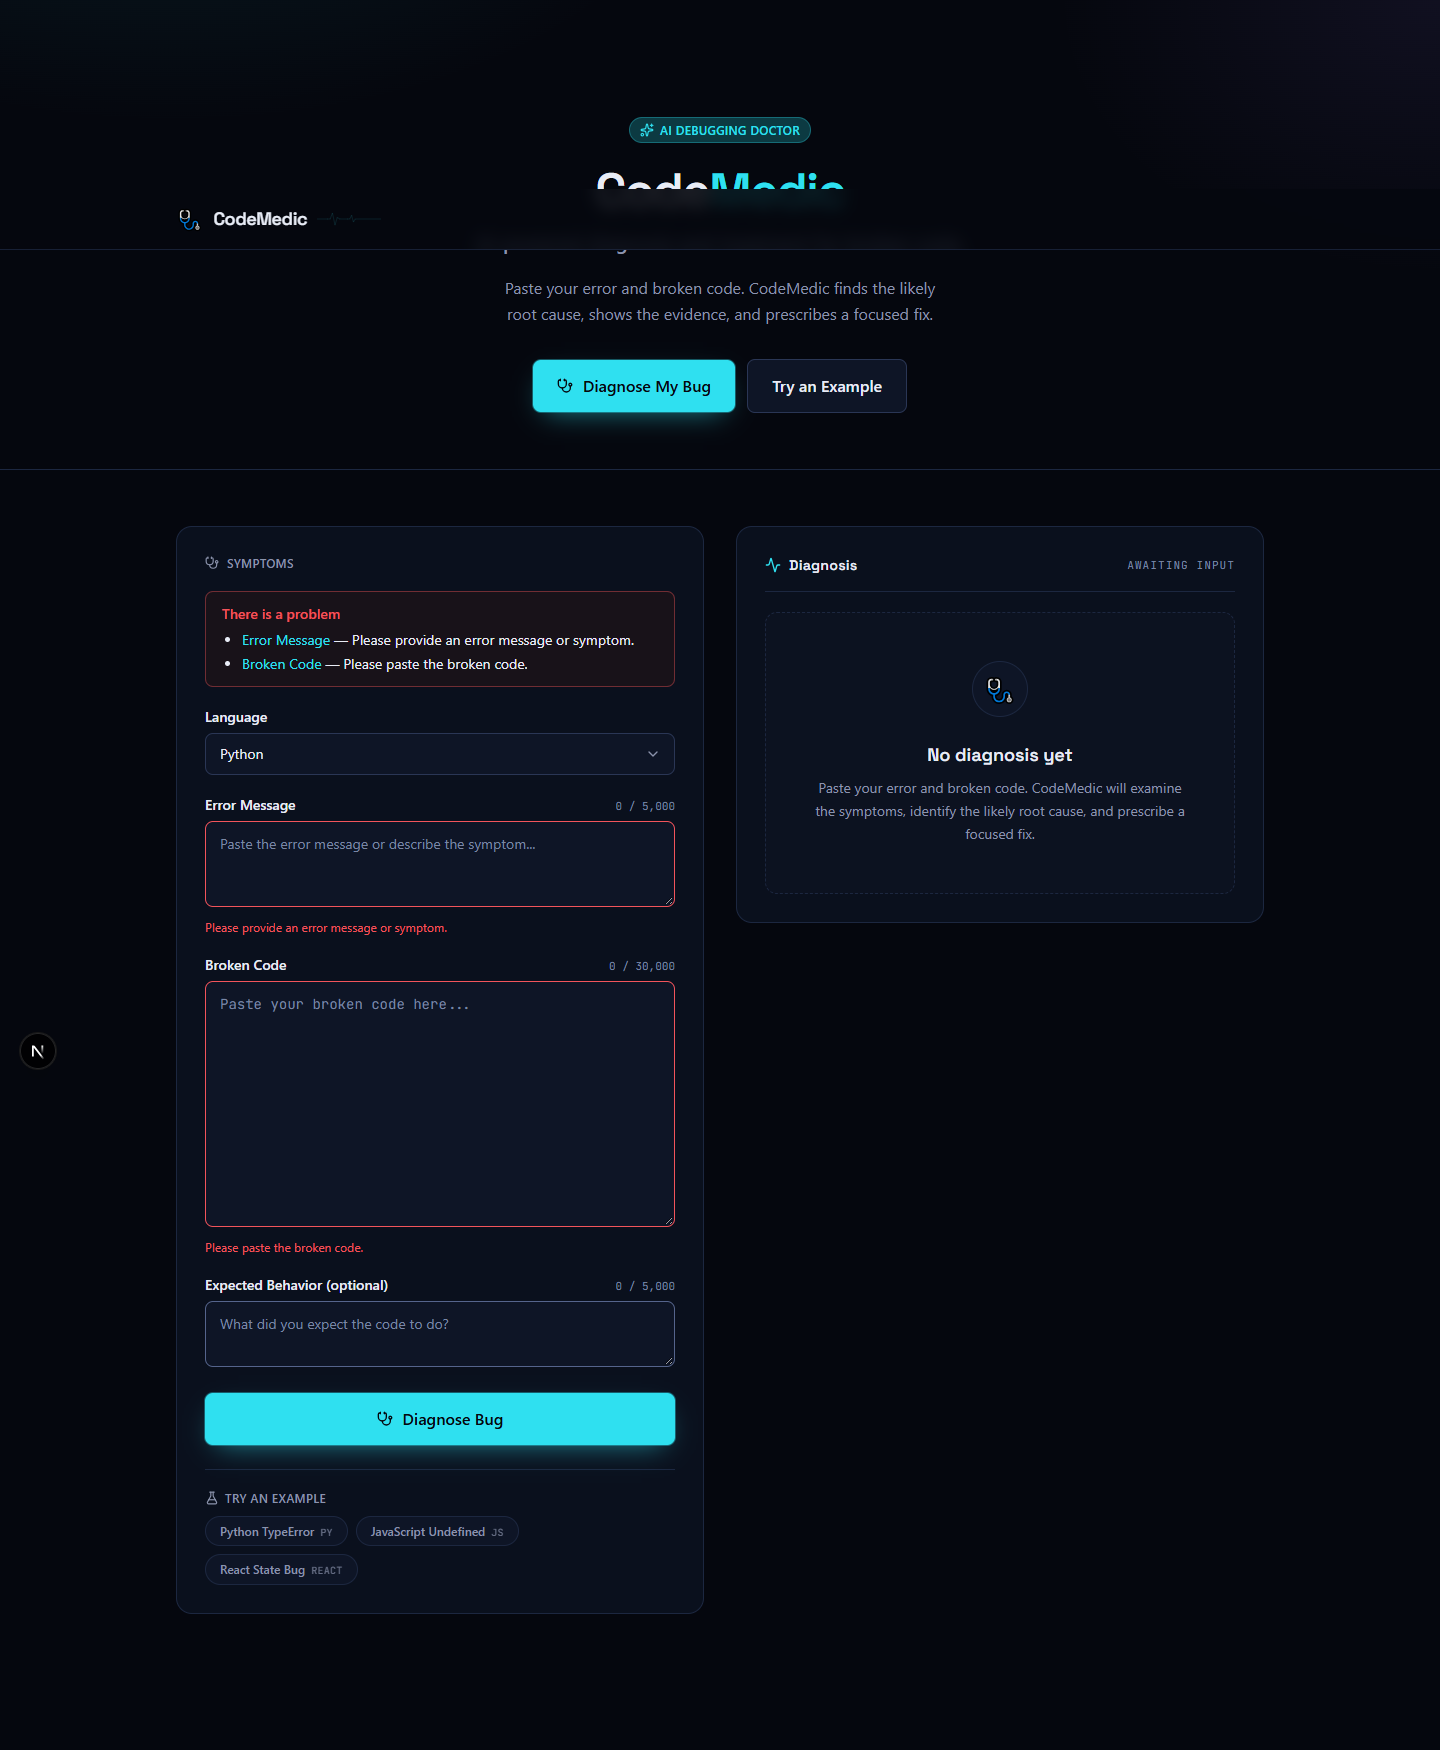 AI DEBUGGING DOCTOR
CodeMedic
CodeMedic
Paste your error and broken code. CodeMedic finds the likely
root cause, shows the evidence, and prescribes a focused fix.
Diagnose My Bug
Try an Example
SYMPTOMS
There is a problem
Error Message — Please provide an error message or symptom.
Broken Code — Please paste the broken code.
Language
Python
Error Message
0 / 5,000
Paste the error message or describe the symptom...
Please provide an error message or symptom.
Broken Code
0 / 30,000
Paste your broken code here...
Please paste the broken code.
Expected Behavior (optional)
0 / 5,000
What did you expect the code to do?
Diagnose Bug
TRY AN EXAMPLE
Python TypeError PY
JavaScript Undefined JS
React State Bug REACT
Diagnosis
AWAITING INPUT
No diagnosis yet
Paste your error and broken code. CodeMedic will examine
the symptoms, identify the likely root cause, and prescribe a
focused fix.
N